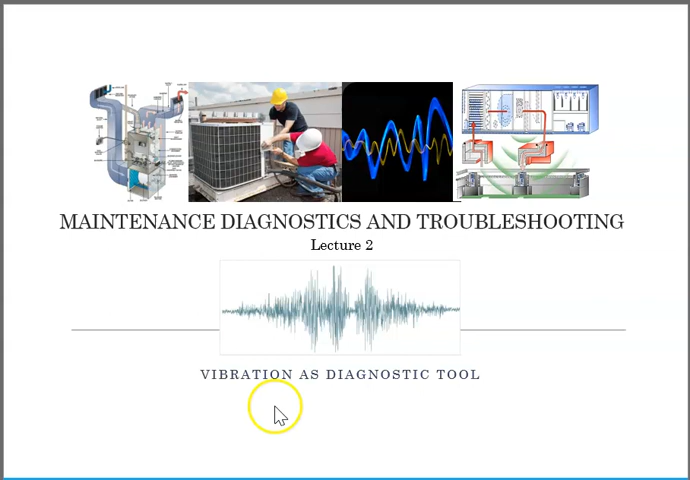 MAINTENANCE DIAGNOSTICS AND TROUBLESHOOTING
Lecture 2
VIBRATION AS DIAGNOSTIC TOOL